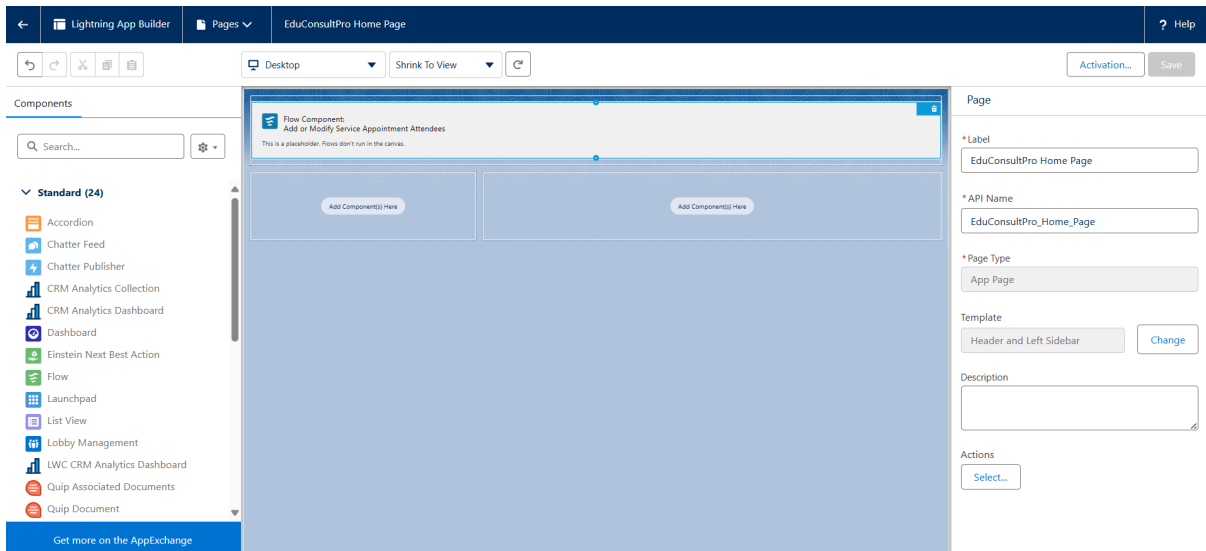 Lightning App Builder
Pages
EduConsultPro Home Page
? Help
Desktop
Shrink To View
Activation...
Save
Components
Search...
Standard (24)
Accordion
Chatter Feed
Chatter Publisher
CRM Analytics Collection
CRM Analytics Dashboard
Dashboard
Einstein Next Best Action
Flow
Launchpad
List View
Lobby Management
LWC CRM Analytics Dashboard
Quip Associated Documents
Quip Document
Get more on the AppExchange
Flow Component:
Add or Modify Service Appointment Attendees
This is a placeholder. Flows don't run in the canvas.
Add Component(s) Here
Add Component(s) Here
Page
*Label
EduConsultPro Home Page
*API Name
EduConsultPro_Home_Page
*Page Type
App Page
Template
Header and Left Sidebar
Change
Description
Actions
Select...